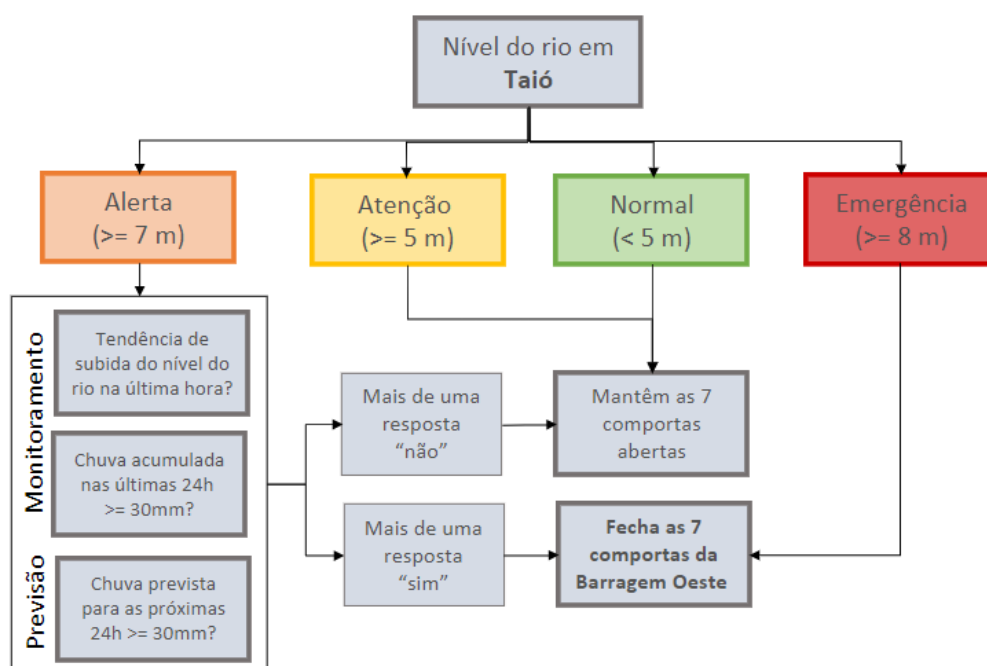 Nível do rio em
Taió
Alerta
(>= 7 m)
Atenção
(>= 5 m)
Normal
(< 5 m)
Emergência
(>= 8 m)
Monitoramento
Tendência de
subida do nível do
rio na última hora?
Chuva acumulada
nas últimas 24h
>= 30mm?
Previsão
Chuva prevista
para as próximas
24h >= 30mm?
Mais de uma
resposta
“não”
Mantêm as 7
comportas
abertas
Mais de uma
resposta
“sim”
Fecha as 7
comportas da
Barragem Oeste